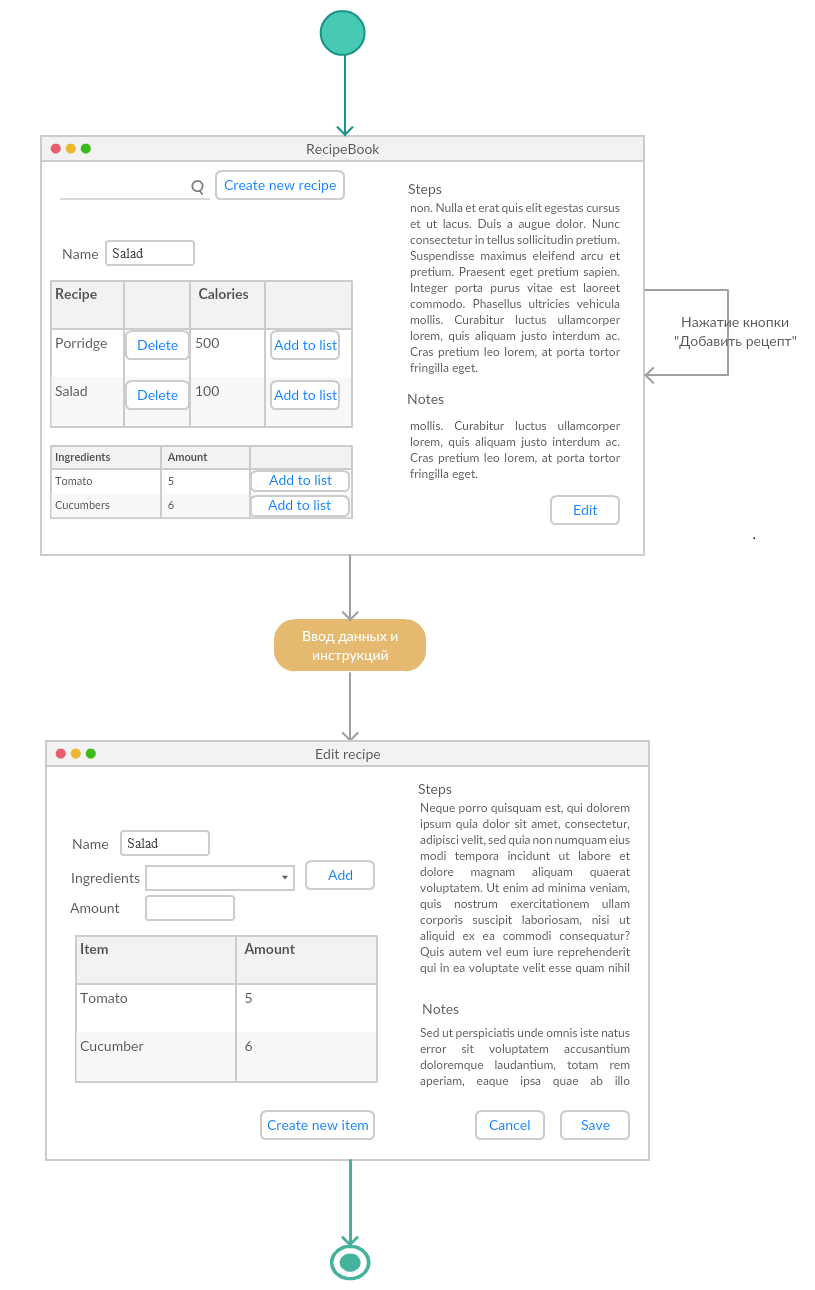 RecipeBook
Create new recipe
Name Salad
Recipe Calories
Porridge Delete 500 Add to list
Salad Delete 100 Add to list
Ingredients Amount
Tomato 5 Add to list
Cucumbers 6 Add to list
Steps
non. Nulla et erat quis elit egestas cursus
et ut lacus. Duis a augue dolor. Nunc
consectetur in tellus sollicitudin pretium.
Suspendisse maximus eleifend arcu et
pretium. Praesent eget pretium sapien.
Integer porta purus vitae est laoreet
commodo. Phasellus ultricies vehicula
mollis. Curabitur luctus ullamcorper
lorem, quis aliquam justo interdum ac.
Cras pretium leo lorem, at porta tortor
fringilla eget.
Notes
mollis. Curabitur luctus ullamcorper
lorem, quis aliquam justo interdum ac.
Cras pretium leo lorem, at porta tortor
fringilla eget.
Edit
Нажатие кнопки
"Добавить рецепт"
.
Ввод данных и
инструкций
Edit recipe
Name Salad
Ingredients Add
Amount
Item Amount
Tomato 5
Cucumber 6
Create new item
Steps
Neque porro quisquam est, qui dolorem
ipsum quia dolor sit amet, consectetur,
adipisci velit, sed quia non numquam eius
modi tempora incidunt ut labore et
dolore magnam aliquam quaerat
voluptatem. Ut enim ad minima veniam,
quis nostrum exercitationem ullam
corporis suscipit laboriosam, nisi ut
aliquid ex ea commodi consequatur?
Quis autem vel eum iure reprehenderit
qui in ea voluptate velit esse quam nihil
Notes
Sed ut perspiciatis unde omnis iste natus
error sit voluptatem accusantium
doloremque laudantium, totam rem
aperiam, eaque ipsa quae ab illo
Cancel Save